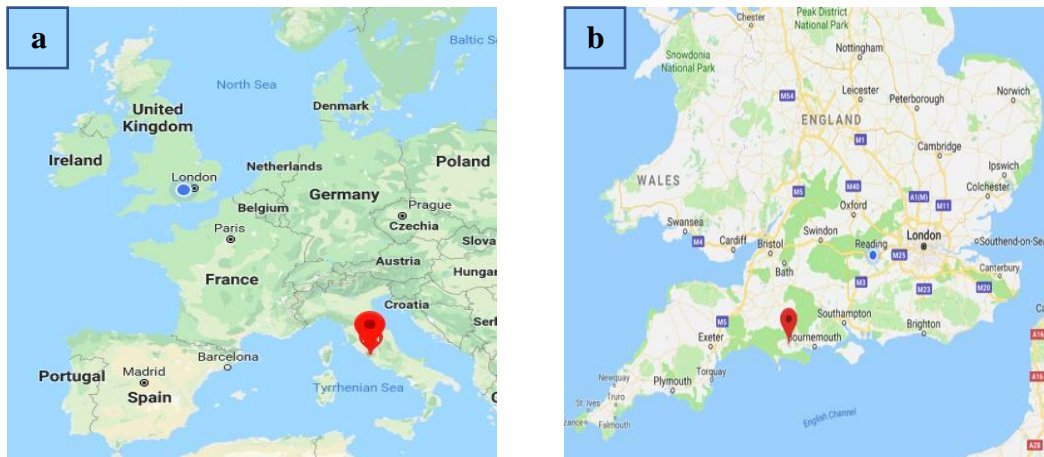 a
Baltic Se
North Sea
Denmark
United
Kingdom
Ireland
London
Netherlands
Poland
Germany
Belgium
Prague
Czechia
Paris
Slova
Austria
Hungar
France
Croatia
Serb
Barcelona
Portugal
Madrid
Spain
Tyrrhenian Sea
b
Chester
Peak District
National Park
Snowdonia
National Park
Nottingham
Leicester
Norwich
M54
Peterborough
ENGLAND
M1
Cambridge
Ipswich
WALES
M5
M40
Colchester
A1(M)
M11
Oxford
Swansea
Swindon
London
M4
Cardiff
Bristol
Reading
M25
Southend-on-Sea
Bath
Canterbury
M3
M23
M20
M5
Southampton
Exeter
Bournemouth
Brighton
A16
Newquay
Torquay
Plymouth
A16
St. Ives
Truro
English Channel
zance
Falmouth
A28